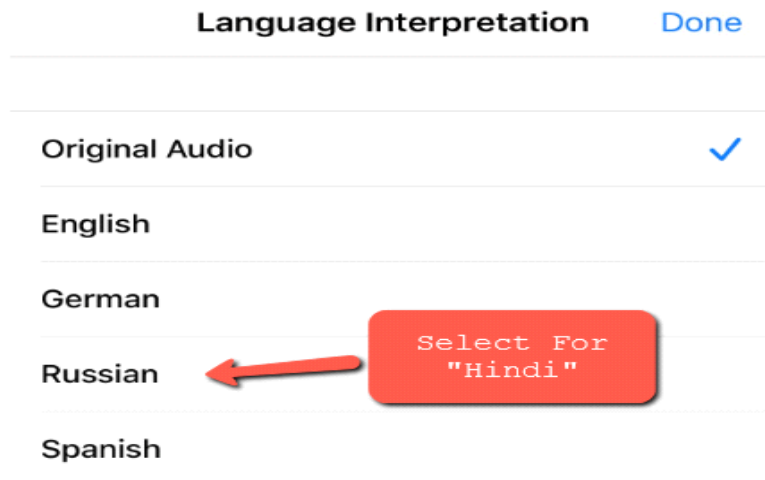 Language Interpretation Done
Original Audio
English
German
Select For
"Hindi"
Russian
Spanish